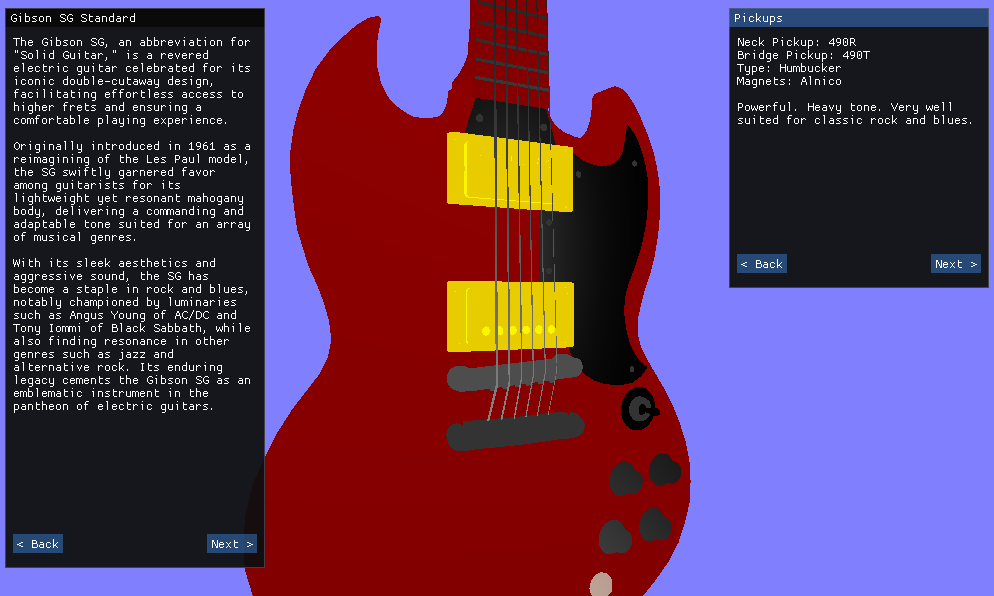 Gibson SG Standard
The Gibson SG, an abbreviation for
"Solid Guitar," is a revered
electric guitar celebrated for its
iconic double-cutaway design,
facilitating effortless access to
higher frets and ensuring a
comfortable playing experience.
Originally introduced in 1961 as a
reimagining of the Les Paul model,
the SG swiftly garnered favor
among guitarists for its
lightweight yet resonant mahogany
body, delivering a commanding and
adaptable tone suited for an array
of musical genres.
With its sleek aesthetics and
aggressive sound, the SG has
become a staple in rock and blues,
notably championed by luminaries
such as Angus Young of AC/DC and
Tony Iommi of Black Sabbath, while
also finding resonance in other
genres such as jazz and
alternative rock. Its enduring
legacy cements the Gibson SG as an
emblematic instrument in the
pantheon of electric guitars.
< Back
Next >
Pickups
Neck Pickup: 490R
Bridge Pickup: 490T
Type: Humbucker
Magnets: Alnico
Powerful. Heavy tone. Very well
suited for classic rock and blues.
< Back
Next >